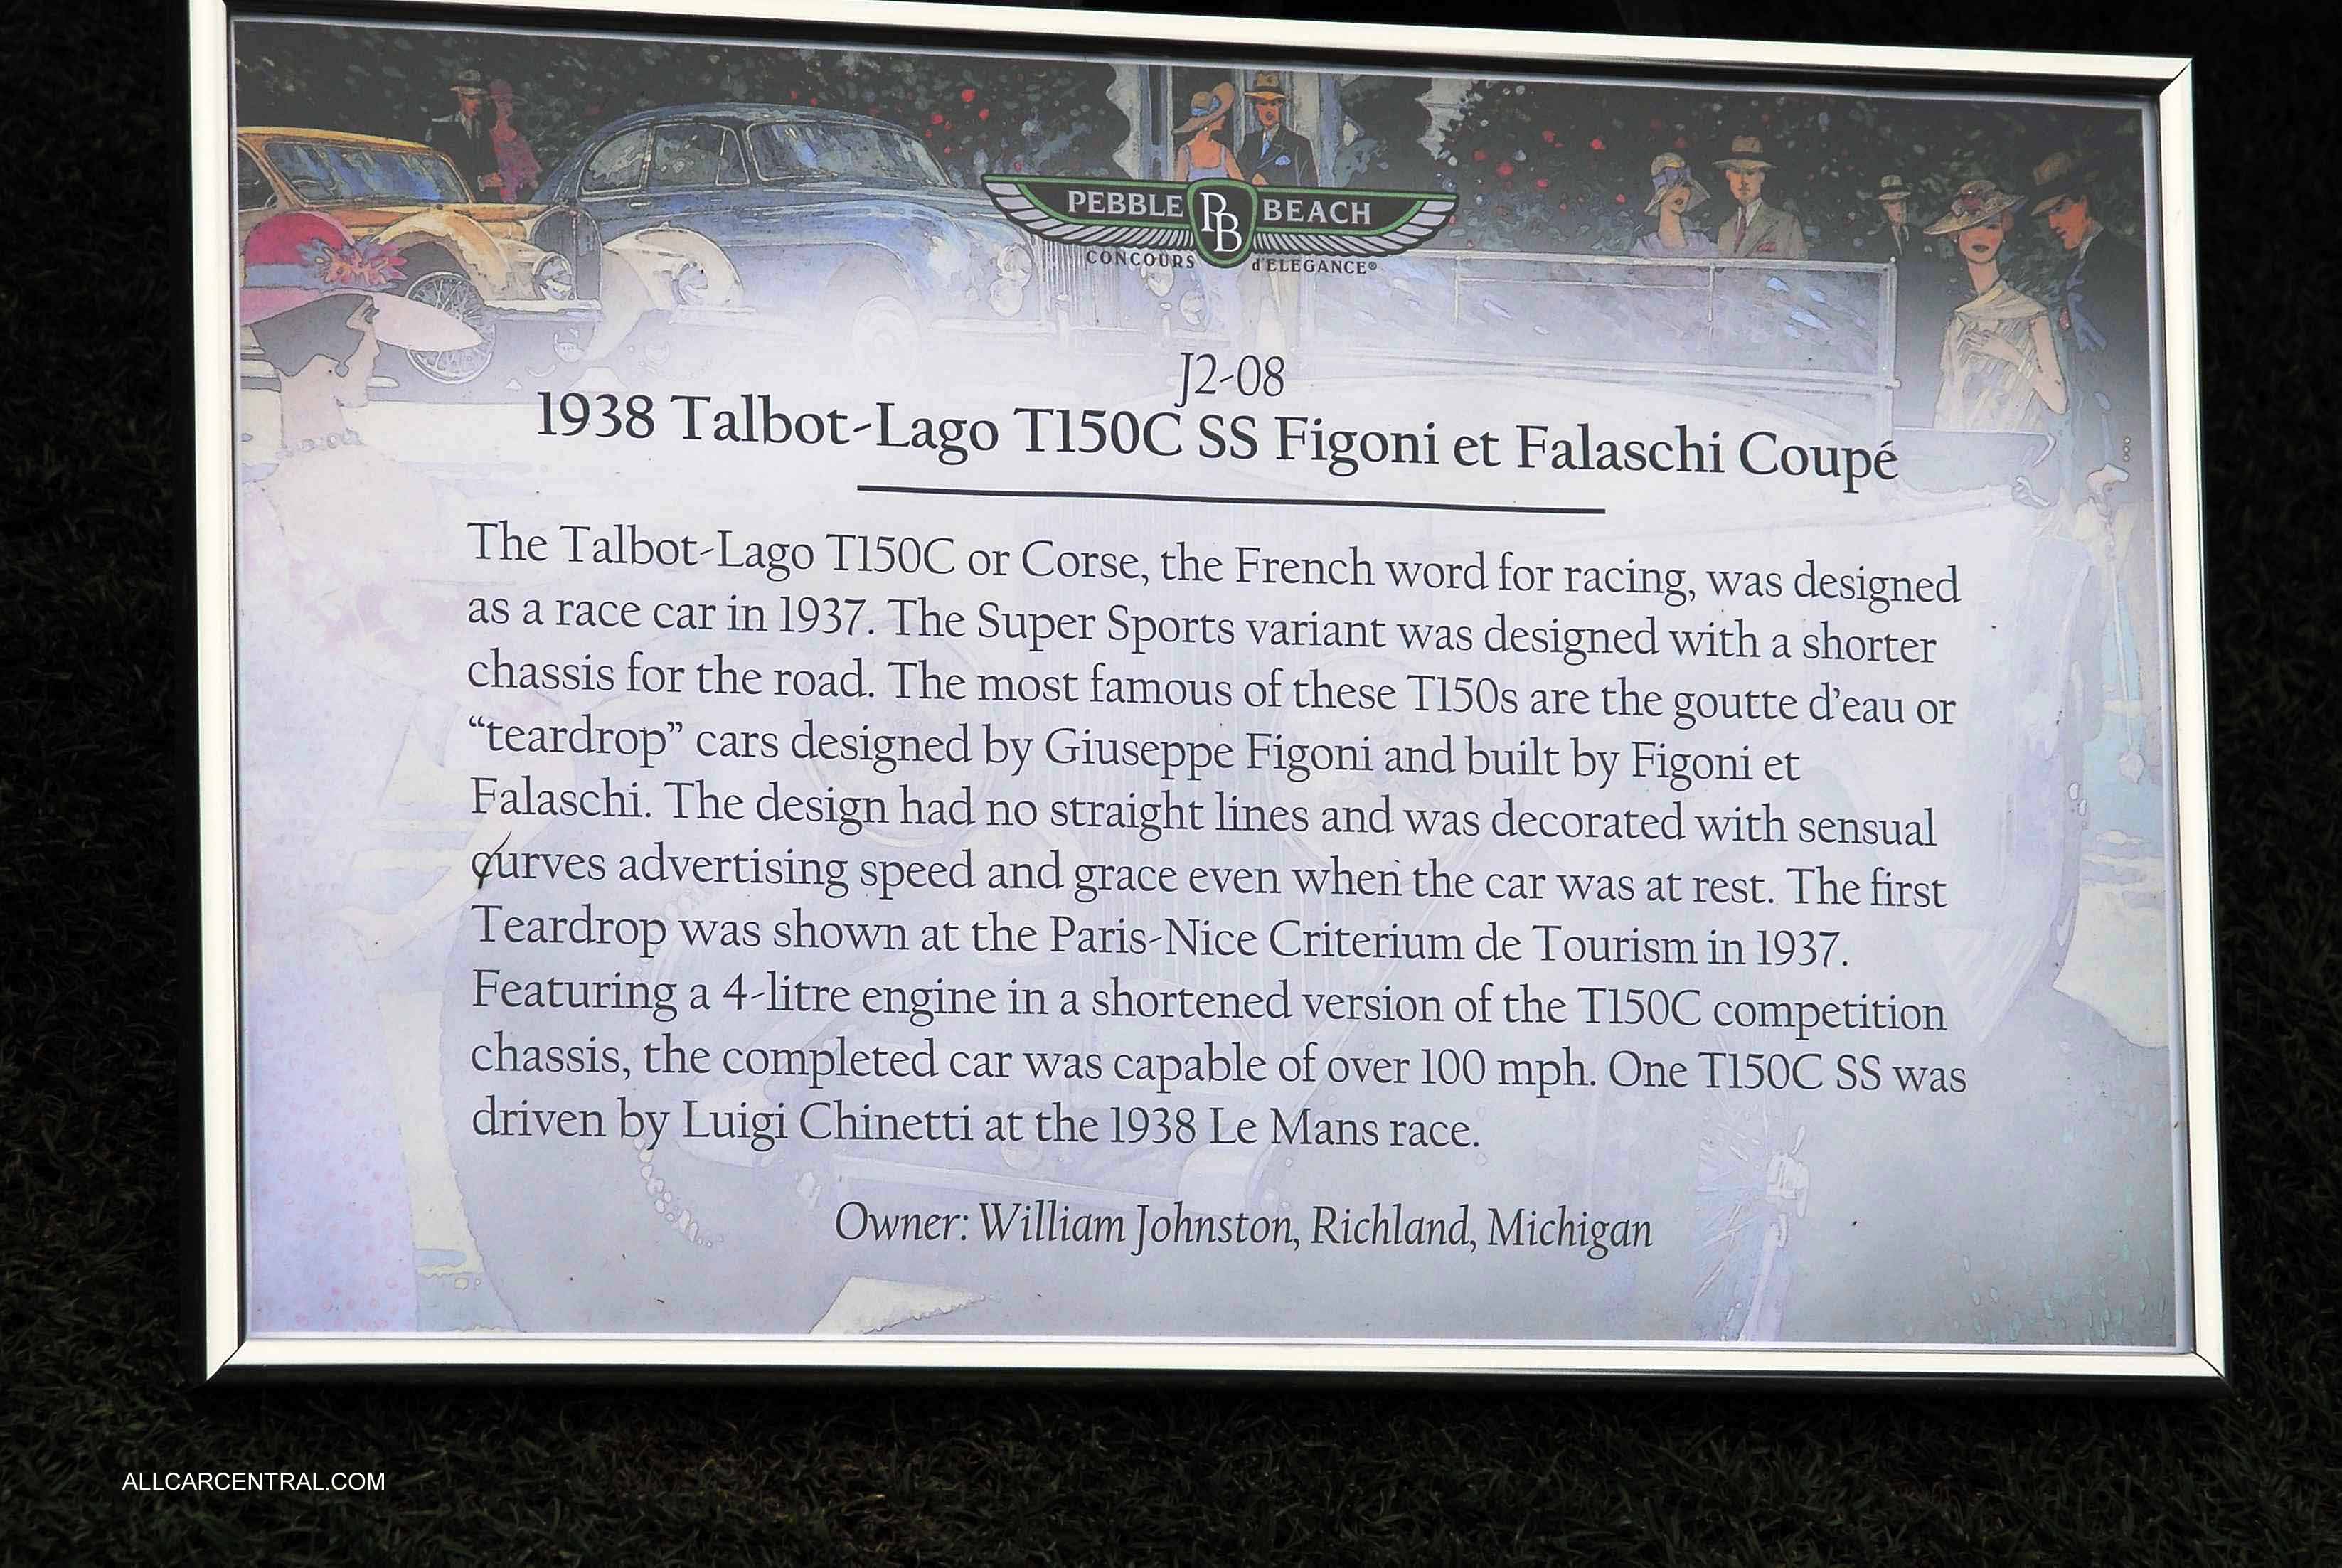 PEBBLE PB BEACH
CONCOURS d'ELEGANCE®
J2-08
1938 Talbot-Lago T150C SS Figoni et Falaschi Coupé
The Talbot-Lago T150C or Corse, the French word for racing, was designed
as a race car in 1937. The Super Sports variant was designed with a shorter
chassis for the road. The most famous of these T150s are the goutte d'eau or
“teardrop” cars designed by Giuseppe Figoni and built by Figoni et
Falaschi. The design had no straight lines and was decorated with sensual
curves advertising speed and grace even when the car was at rest. The first
Teardrop was shown at the Paris-Nice Criterium de Tourism in 1937.
Featuring a 4-litre engine in a shortened version of the T150C competition
chassis, the completed car was capable of over 100 mph. One T150C SS was
driven by Luigi Chinetti at the 1938 Le Mans race.
Owner: William Johnston, Richland, Michigan
ALLCARCENTRAL.COM